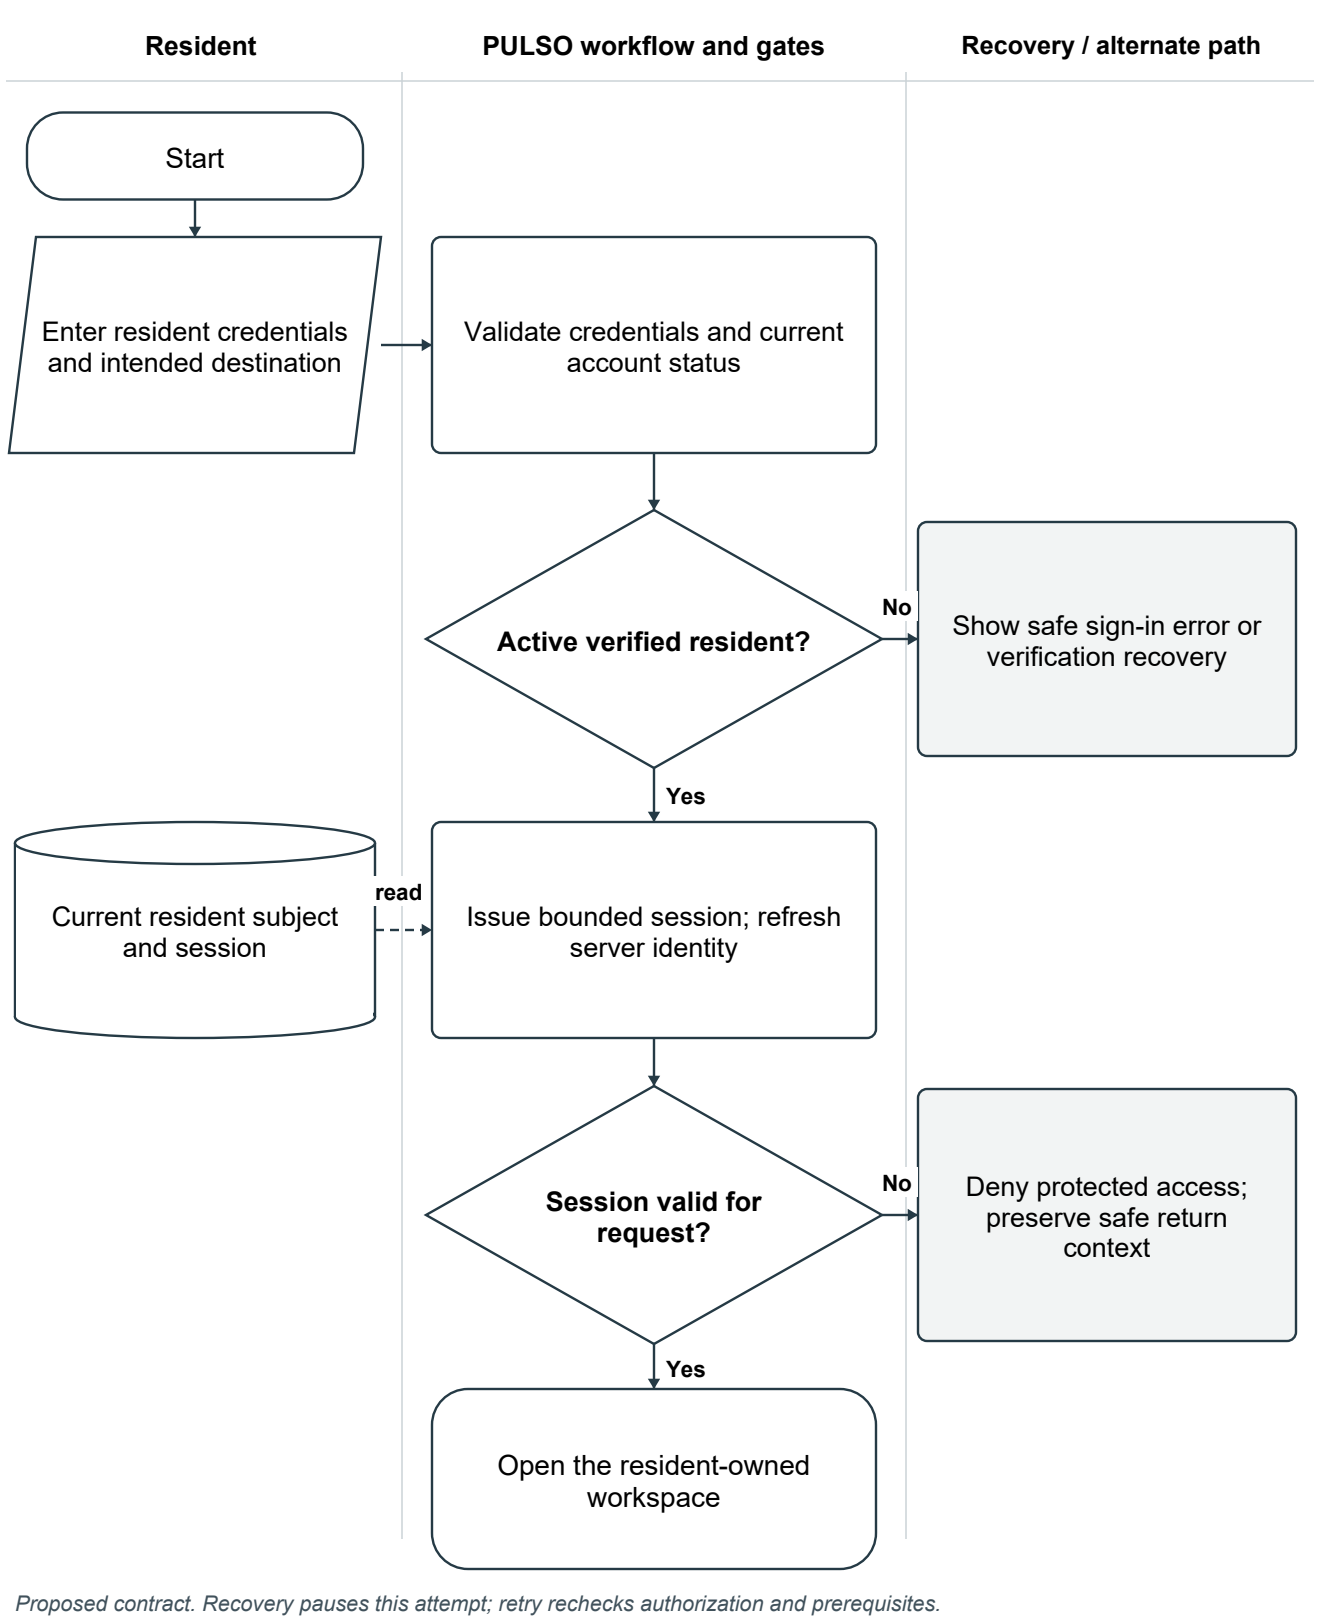 Resident
PULSO workflow and gates
Recovery / alternate path
Start
Enter resident credentials
and intended destination
Validate credentials and current
account status
Active verified resident?
No
Show safe sign-in error or
verification recovery
Yes
Current resident subject
and session
read
Issue bounded session; refresh
server identity
Session valid for
request?
No
Deny protected access;
preserve safe return
context
Yes
Open the resident-owned
workspace
Proposed contract. Recovery pauses this attempt; retry rechecks authorization and prerequisites.